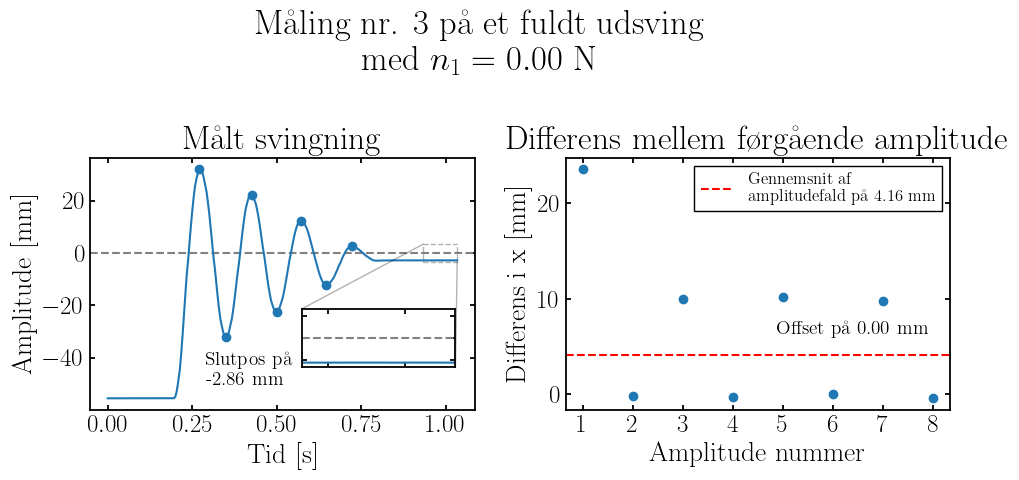 Måling nr. 3 på et fuldt udsving
med n₁ = 0.00 N
Målt svingning
Amplitude [mm]
20
0
−20
−40
Slutpos på
-2.86 mm
0.00 0.25 0.50 0.75 1.00
Tid [s]
Differens mellem førgående amplitude
Differens i x [mm]
20
10
0
Gennemsnit af
amplitudefald på 4.16 mm
Offset på 0.00 mm
1 2 3 4 5 6 7 8
Amplitude nummer